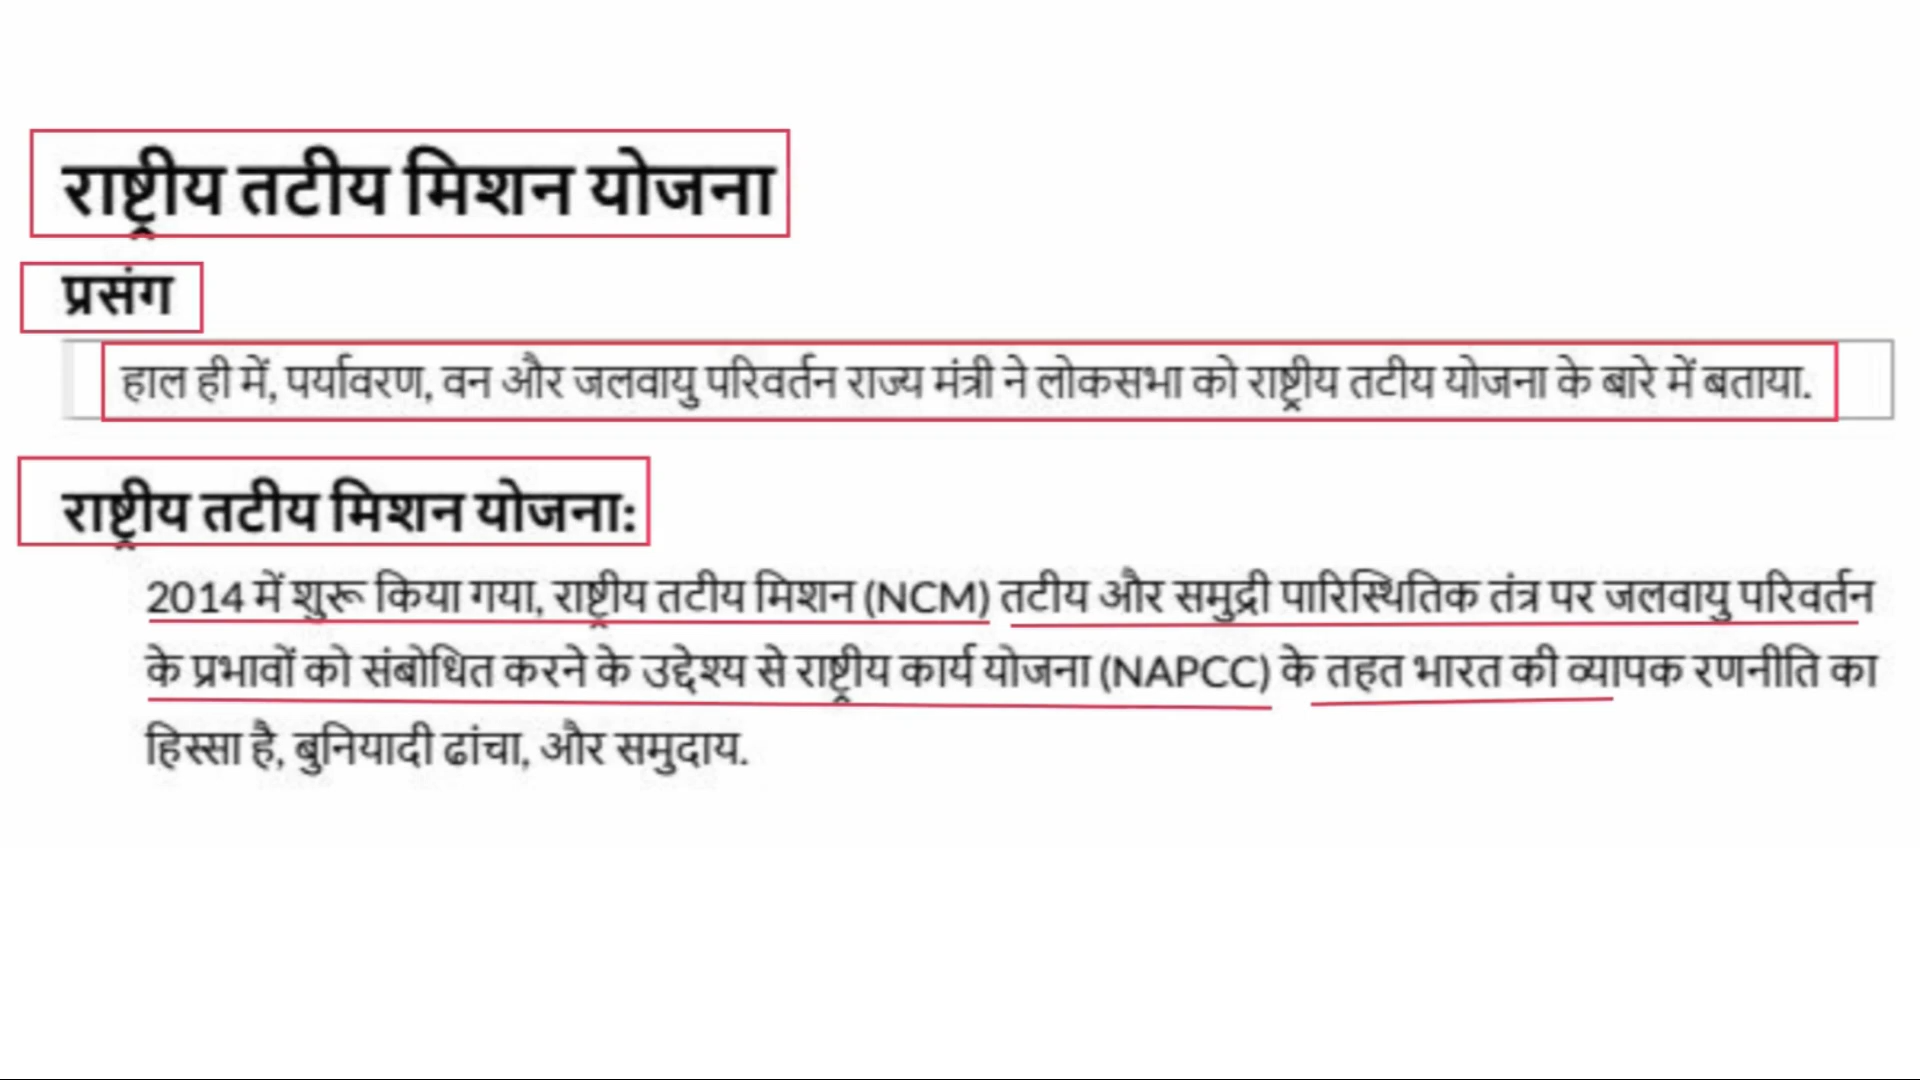 राष्ट्रीय तटीय मिशन योजना
प्रसंग
हाल ही में, पर्यावरण, वन और जलवायु परिवर्तन राज्य मंत्री ने लोकसभा को राष्ट्रीय तटीय योजना के बारे में बताया.
राष्ट्रीय तटीय मिशन योजना:
2014 में शुरू किया गया, राष्ट्रीय तटीय मिशन (NCM) तटीय और समुद्री पारिस्थितिक तंत्र पर जलवायु परिवर्तन
के प्रभावों को संबोधित करने के उद्देश्य से राष्ट्रीय कार्य योजना (NAPCC) के तहत भारत की व्यापक रणनीति का
हिस्सा है, बुनियादी ढांचा, और समुदाय.